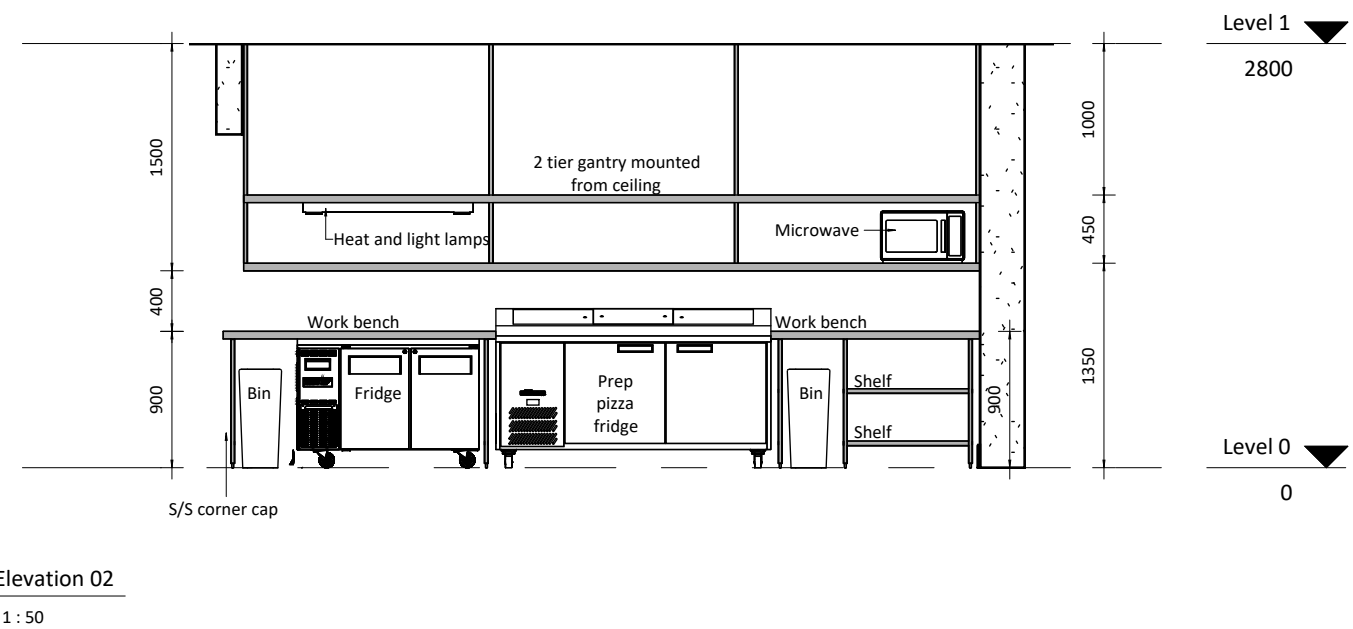 Level 1
2800
1500
1000
2 tier gantry mounted
from ceiling
Heat and light lamps
Microwave
450
400
Work bench
Work bench
1350
900
Bin
Fridge
Prep
pizza
fridge
Bin
Shelf
Shelf
900
Level 0
0
S/S corner cap
Elevation 02
1 : 50